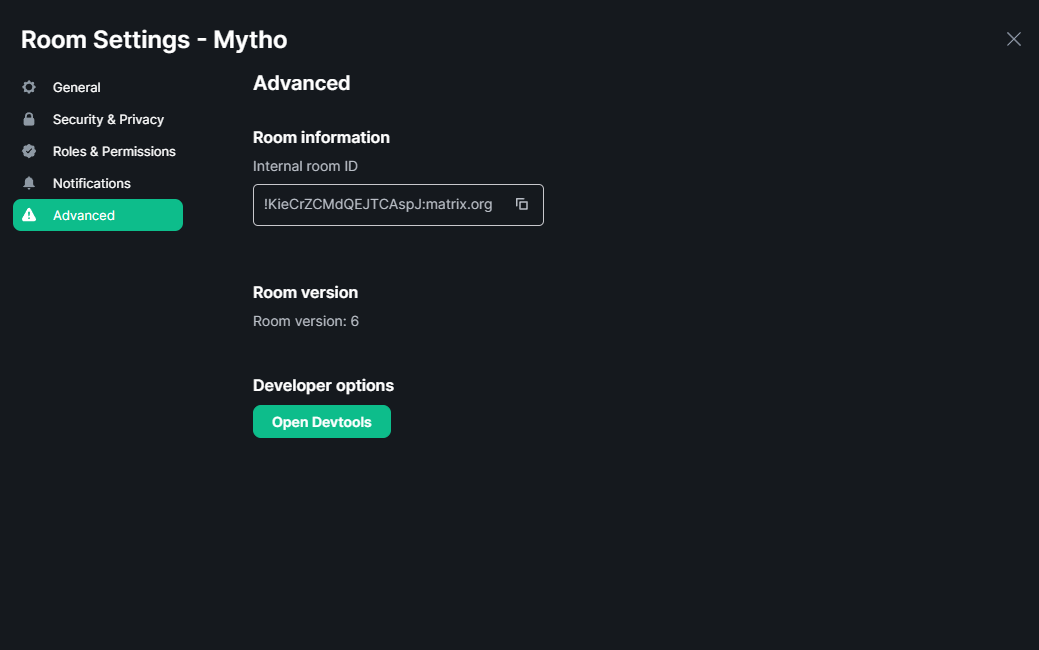 Room Settings - Mytho
General
Security & Privacy
Roles & Permissions
Notifications
Advanced
Advanced
Room information
Internal room ID
!KieCrZCMdQEJTCAspJ:matrix.org
Room version
Room version: 6
Developer options
Open Devtools